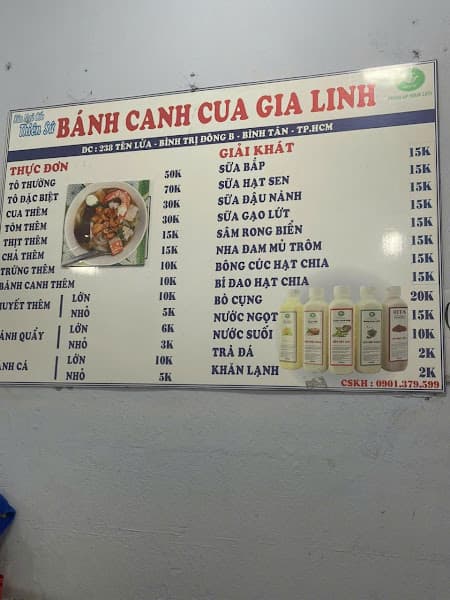 Thiên Sứ
BÁNH CANH CUA GIA LINH
ĐC : 238 TÊN LỬA - BÌNH TRỊ ĐÔNG B - BÌNH TÂN - TP.HCM
THỰC ĐƠN
TÔ THƯỜNG 50K
TÔ ĐẶC BIỆT 70K
CUA THÊM 30K
TÔM THÊM 30K
THỊT THÊM 15K
CHẢ THÊM 15K
TRỨNG THÊM 10K
BÁNH CANH THÊM 10K
HUYẾT THÊM LỚN 10K
NHỎ 5K
BÁNH QUẨY LỚN 6K
NHỎ 3K
NH CÁ LỚN 10K
NHỎ 5K
GIẢI KHÁT
SỮA BẮP 15K
SỮA HẠT SEN 15K
SỮA ĐẬU NÀNH 15K
SỮA GẠO LỨT 15K
SÂM RONG BIỂN 15K
NHA ĐAM MỦ TRÔM 15K
BÔNG CÚC HẠT CHIA 15K
BÍ ĐAO HẠT CHIA 15K
BÒ CỤNG 20K
NƯỚC NGỌT 15K
NƯỚC SUỐI 10K
TRÀ ĐÁ 2K
KHĂN LẠNH 2K
CSKH : 0901.379.599